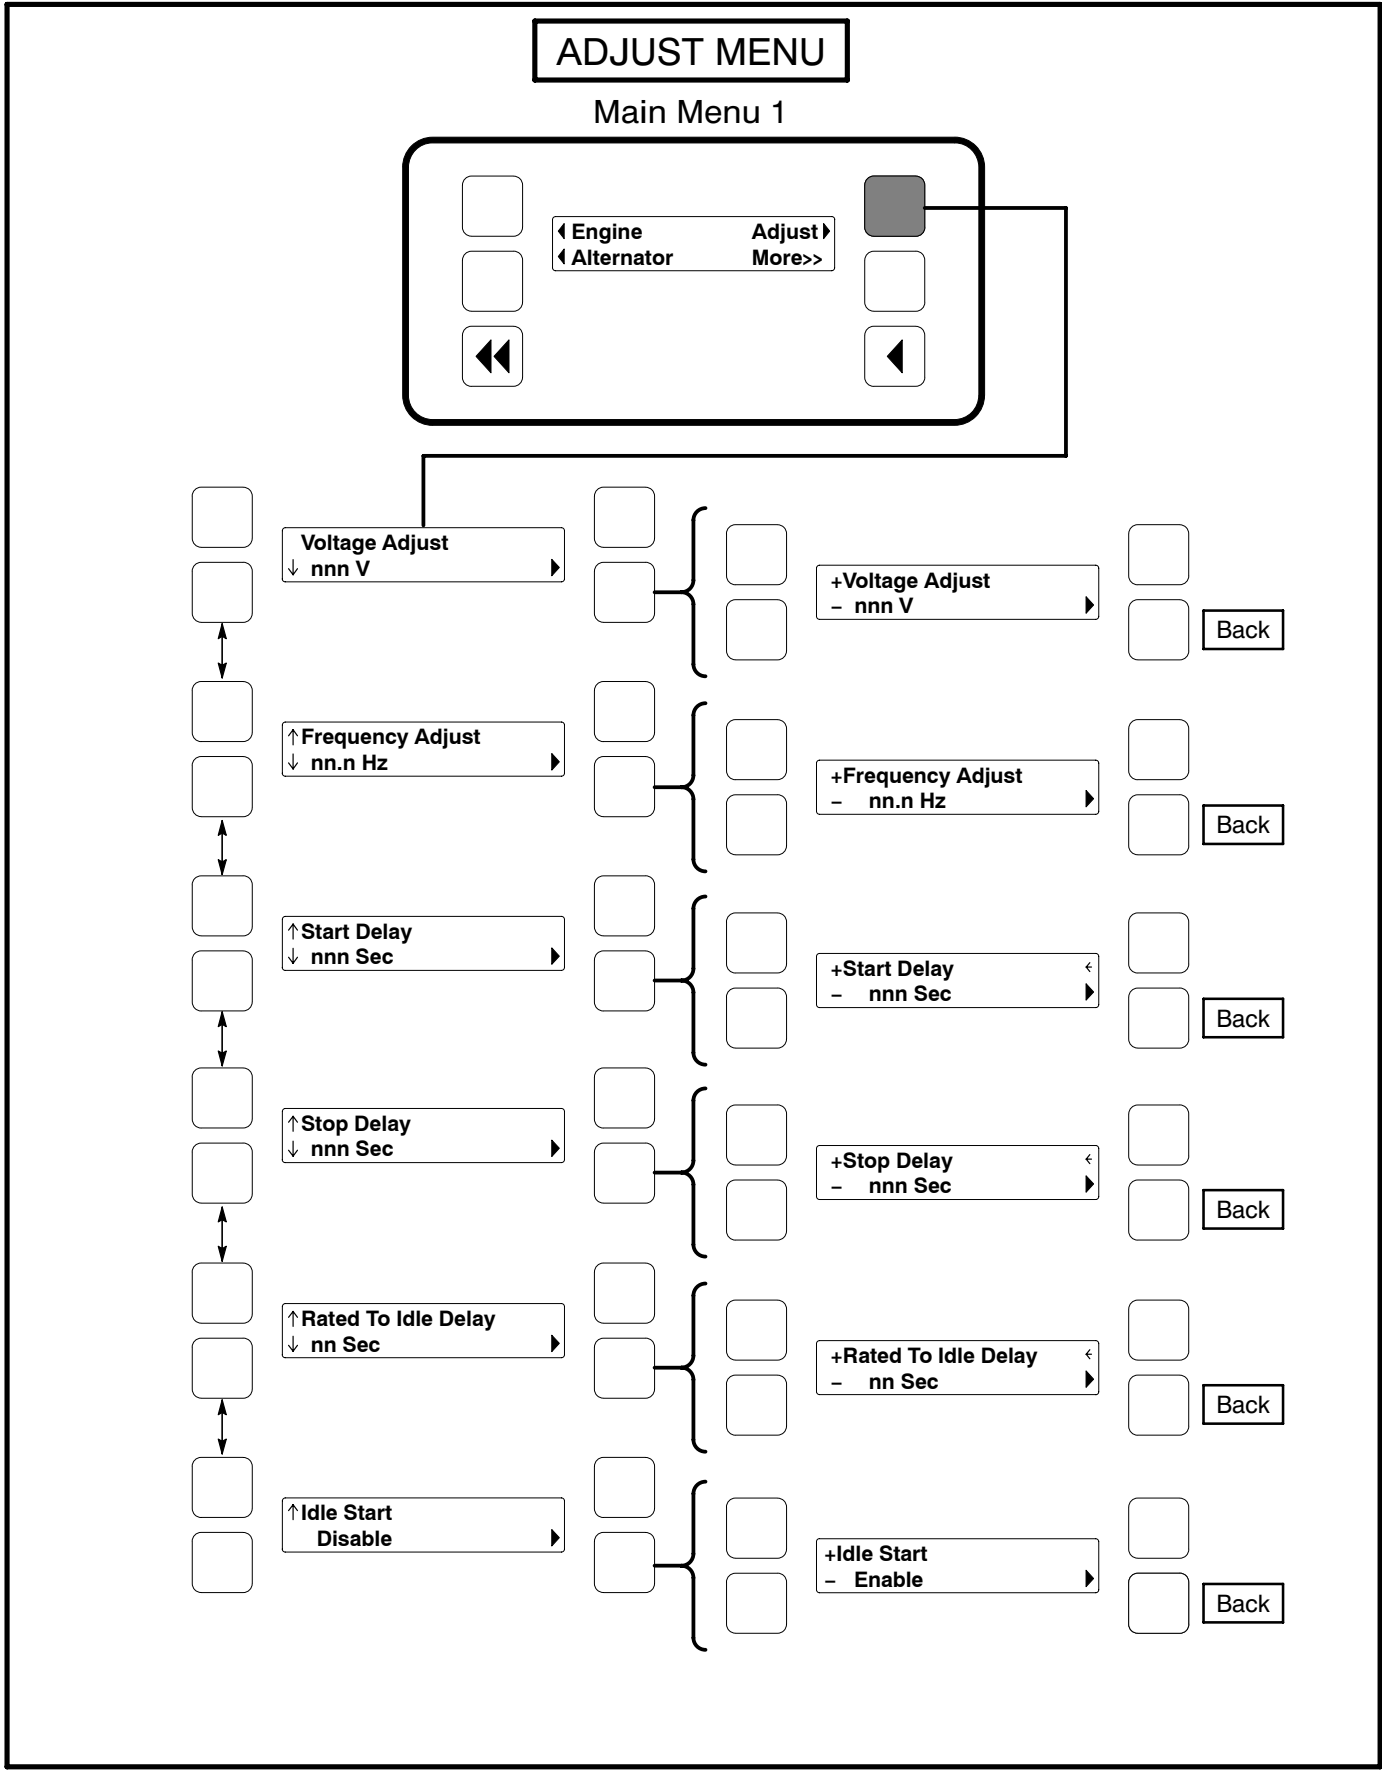 ADJUST MENU
Main Menu 1
Engine Adjust
Alternator More>>
Voltage Adjust
↓ nnn V
+Voltage Adjust
– nnn V
Back
↑Frequency Adjust
↓ nn.n Hz
+Frequency Adjust
– nn.n Hz
Back
↑Start Delay
↓ nnn Sec
+Start Delay ←
– nnn Sec
Back
↑Stop Delay
↓ nnn Sec
+Stop Delay ←
– nnn Sec
Back
↑Rated To Idle Delay
↓ nn Sec
+Rated To Idle Delay ←
– nn Sec
Back
↑Idle Start
Disable
+Idle Start
– Enable
Back